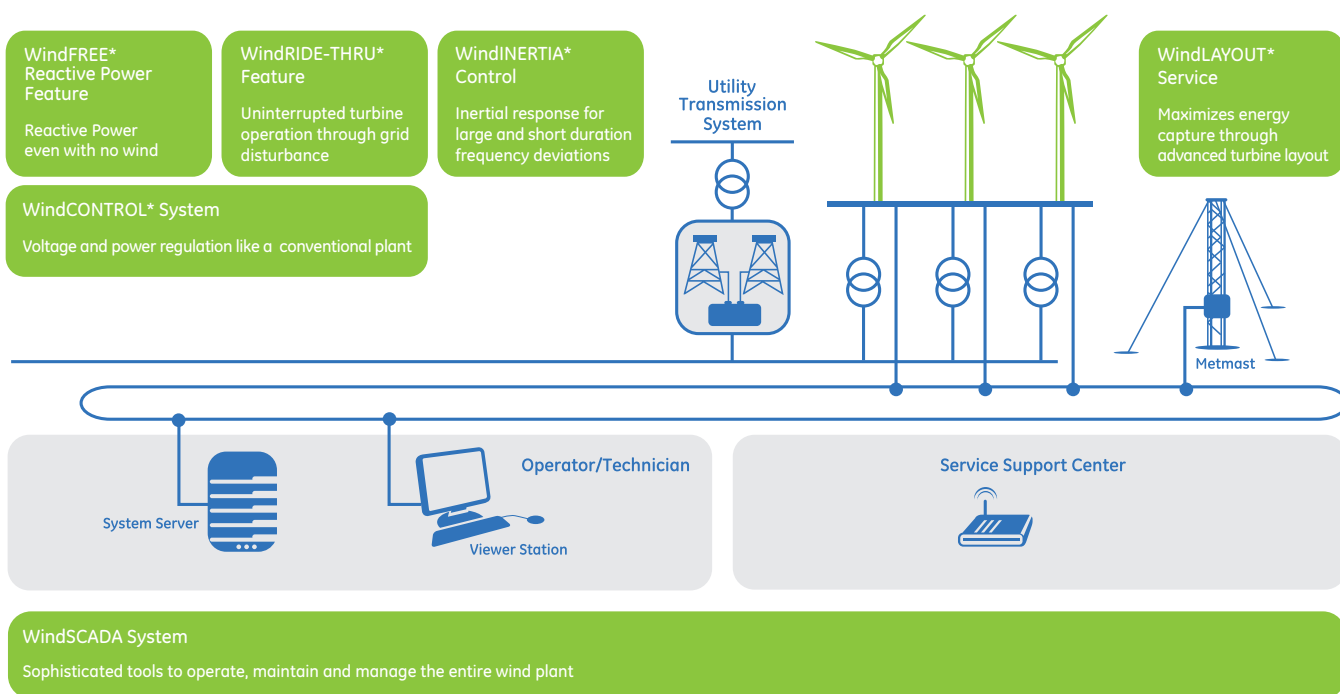 WindFREE*
Reactive Power
Feature
Reactive Power
even with no wind
WindRIDE-THRU*
Feature
Uninterrupted turbine
operation through grid
disturbance
WindINERTIA*
Control
Inertial response for
large and short duration
frequency deviations
WindCONTROL* System
Voltage and power regulation like a conventional plant
Utility
Transmission
System
WindLAYOUT*
Service
Maximizes energy
capture through
advanced turbine layout
Metmast
Operator/Technician
System Server
Viewer Station
Service Support Center
WindSCADA System
Sophisticated tools to operate, maintain and manage the entire wind plant